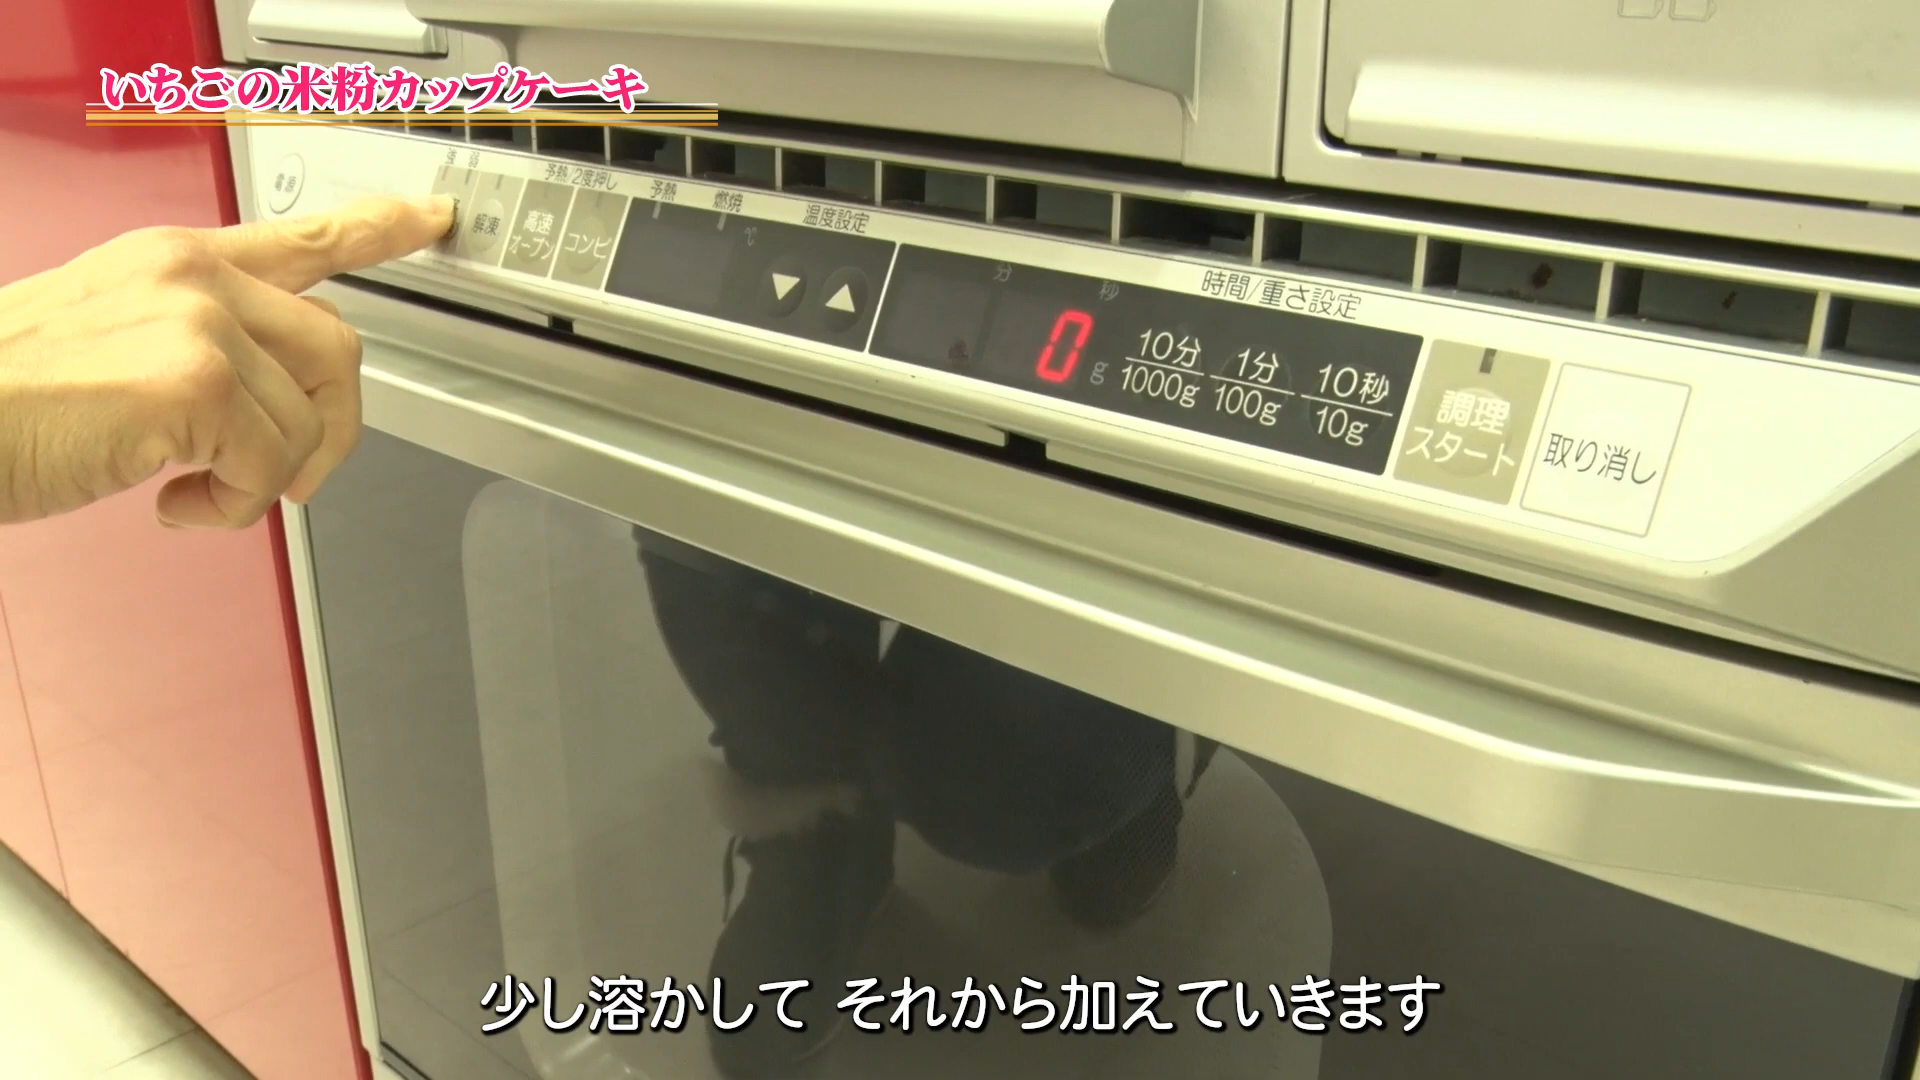 いちごの米粉カップケーキ
予熱/2度押し
予熱
燃焼
温度設定
解凍
高速
オーブン
コンビ
℃
▼
▲
分
秒
時間/重さ設定
0
g
10分
1000g
1分
100g
10秒
10g
調理
スタート
取り消し
少し溶かして それから加えていきます